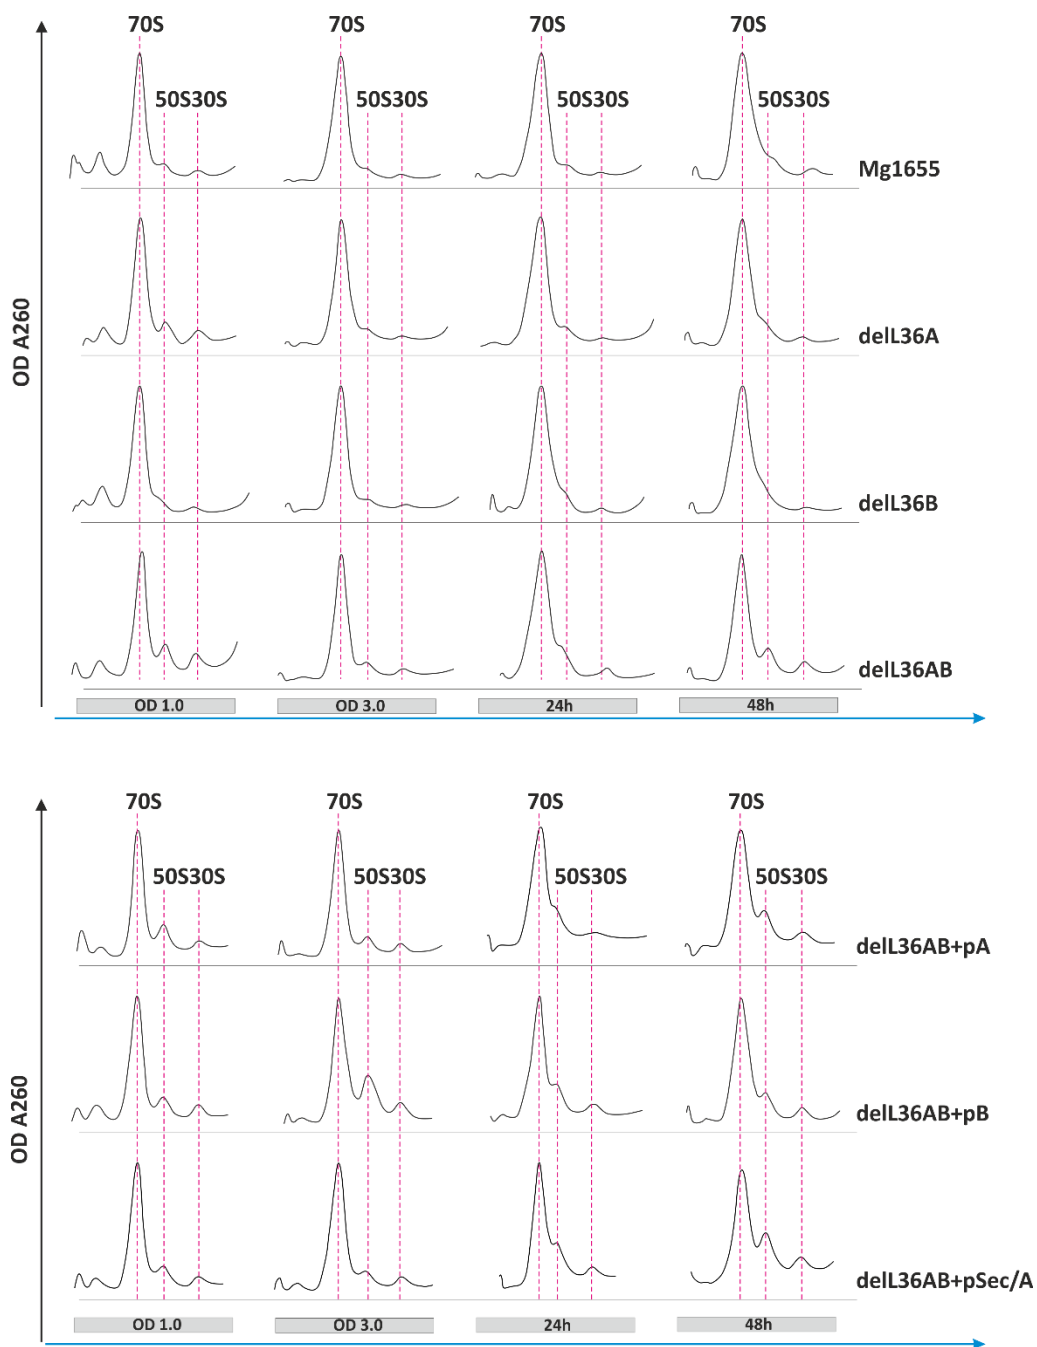 70S 70S 70S 70S
50S30S 50S30S 50S30S 50S30S
Mg1655
delL36A
OD A260
delL36B
delL36AB
OD 1.0 OD 3.0 24h 48h
70S 70S 70S 70S
50S30S 50S30S 50S30S 50S30S
delL36AB+pA
OD A260
delL36AB+pB
delL36AB+pSec/A
OD 1.0 OD 3.0 24h 48h